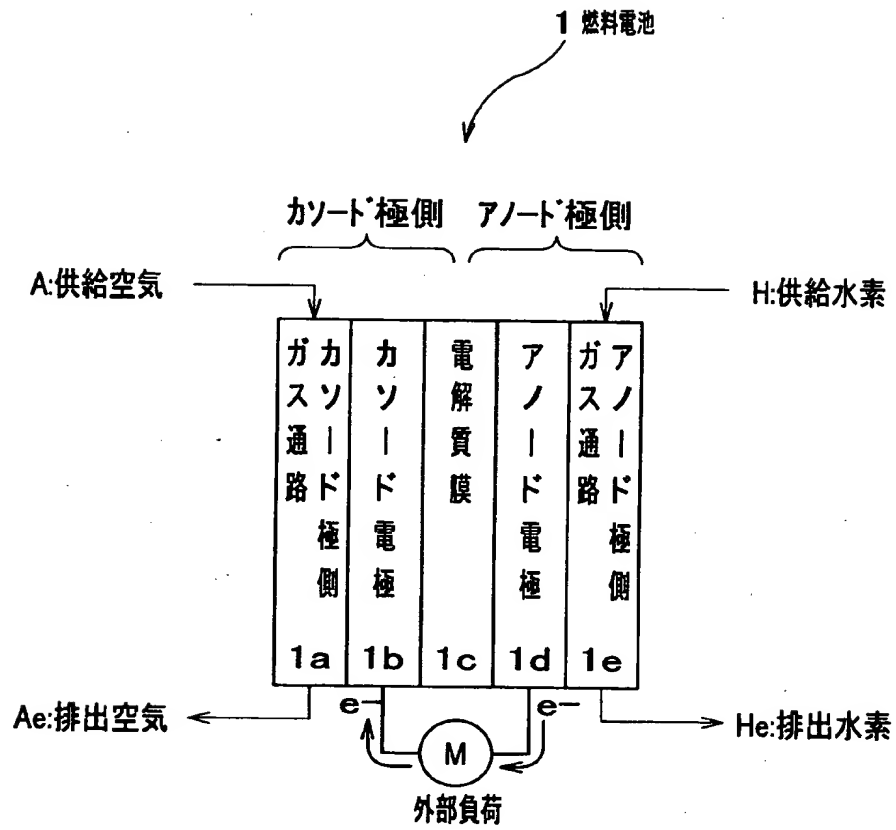 1 燃料電池
カソード極側 アノード極側
A:供給空気
H:供給水素
カソード極側
ガス通路
1a
カソード電極
1b
電解質膜
1c
アノード電極
1d
アノード極側
ガス通路
1e
e- e-
Ae:排出空気
He:排出水素
M
外部負荷